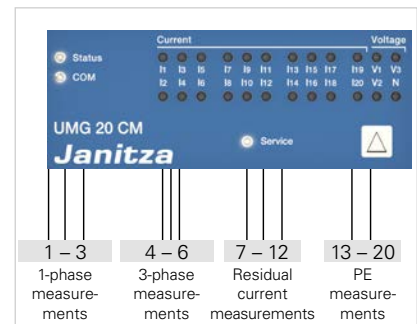 Current Voltage
Status
COM
I1 I3 I5 I7 I9 I11 I13 I15 I17 I19 V1 V3
I2 I4 I6 I8 I10 I12 I14 I16 I18 I20 V2 N
UMG 20 CM
Service
Janitza
1 – 3 4 – 6 7 – 12 13 – 20
1-phase 3-phase Residual PE
measure- measure- current measure-
ments ments measurements ments